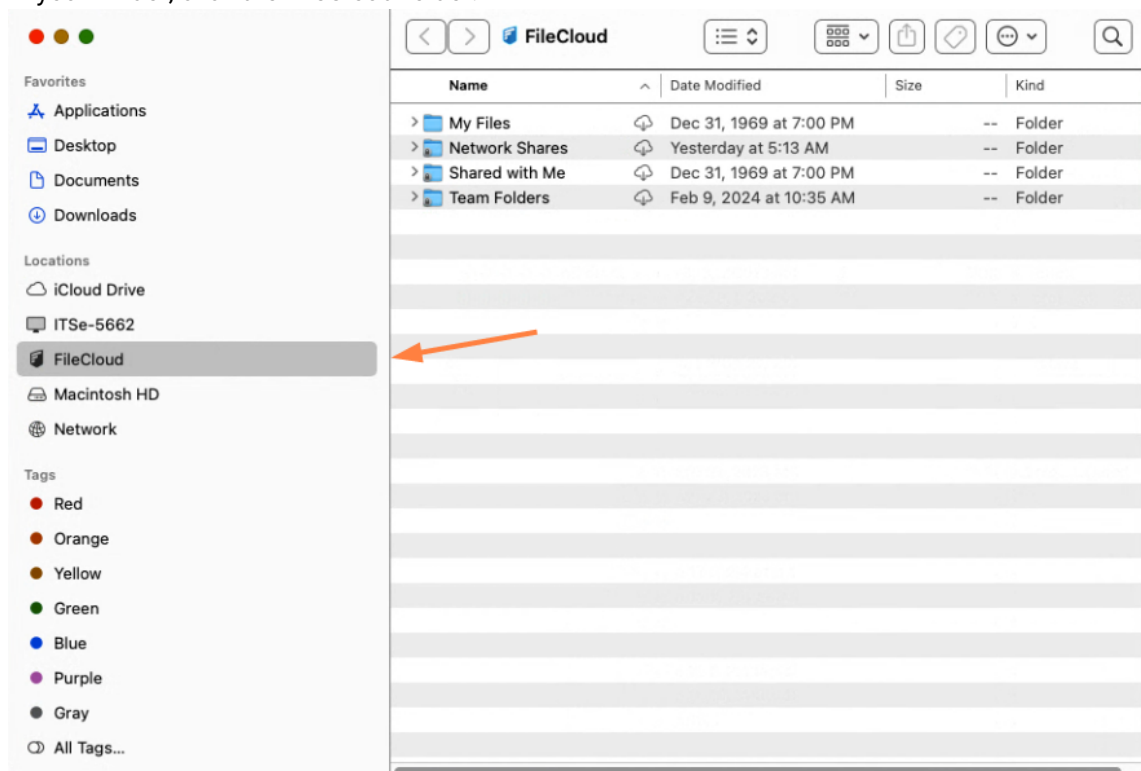 FileCloud
Favorites
Applications
Desktop
Documents
Downloads
Locations
iCloud Drive
ITSe-5662
FileCloud
Macintosh HD
Network
Tags
Red
Orange
Yellow
Green
Blue
Purple
Gray
All Tags...
Name Date Modified Size Kind
My Files Dec 31, 1969 at 7:00 PM -- Folder
Network Shares Yesterday at 5:13 AM -- Folder
Shared with Me Dec 31, 1969 at 7:00 PM -- Folder
Team Folders Feb 9, 2024 at 10:35 AM -- Folder